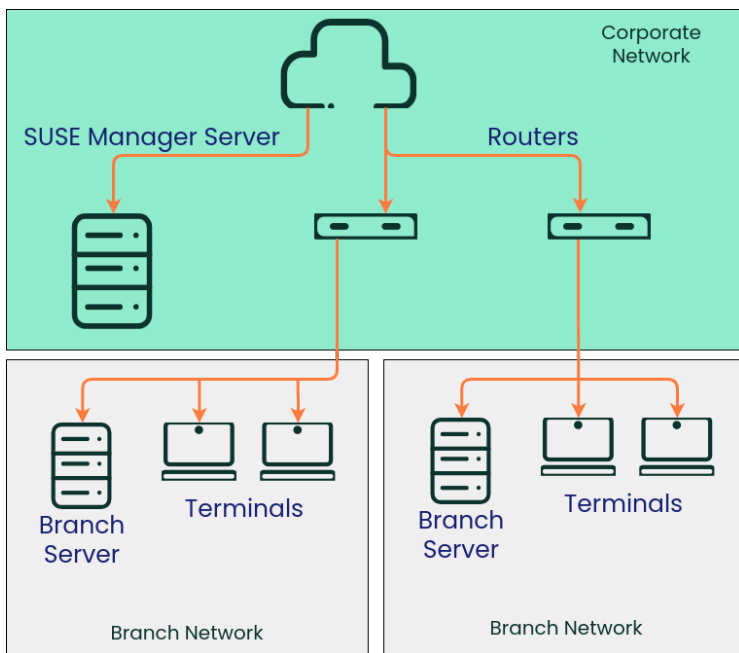 Corporate
Network
SUSE Manager Server
Routers
Branch
Server
Terminals
Branch Network
Branch
Server
Terminals
Branch Network